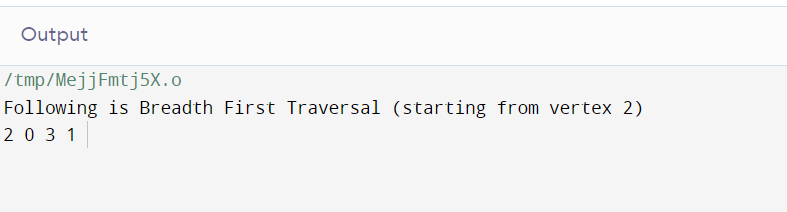 Output
/tmp/MejjFmtj5X.o
Following is Breadth First Traversal (starting from vertex 2)
2 0 3 1